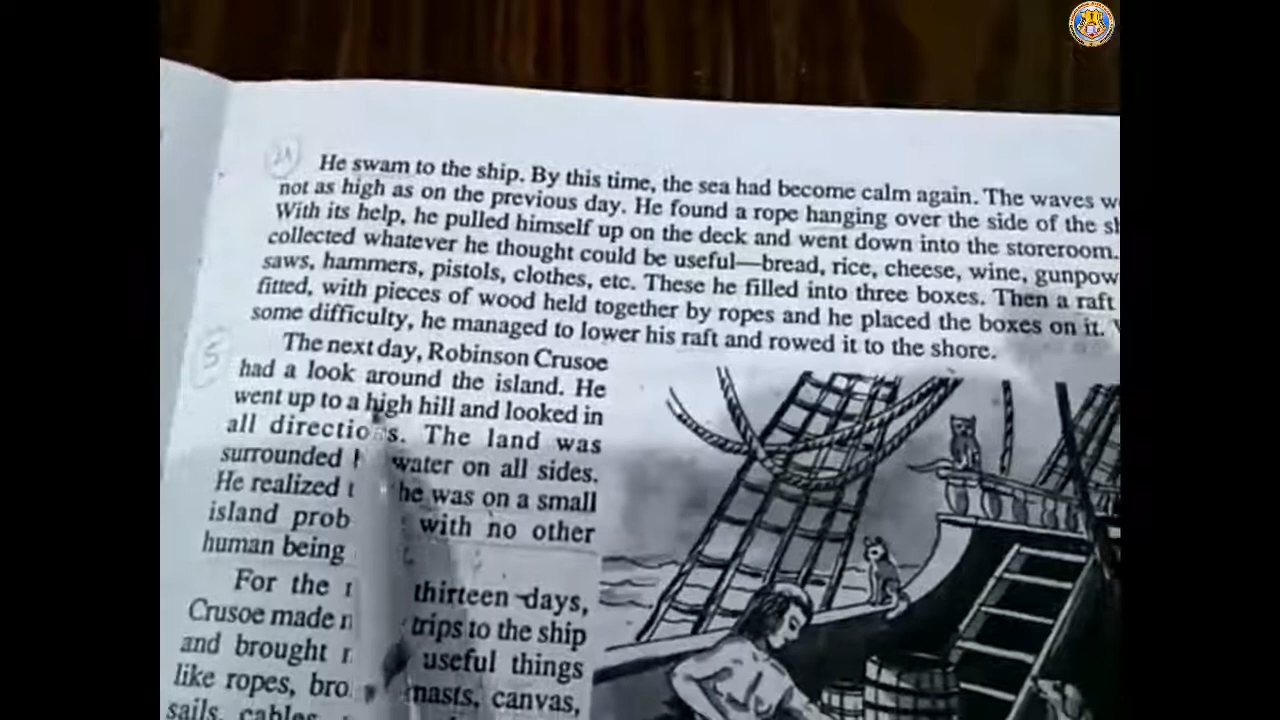 He swam to the ship. By this time, the sea had become calm again. The waves
not as high as on the previous day. He found a rope hanging over the side of the
With its help, he pulled himself up on the deck and went down into the storeroom.
collected whatever he thought could be useful—bread, rice, cheese, wine, gunpow
saws, hammers, pistols, clothes, etc. These he filled into three boxes. Then a raft
fitted, with pieces of wood held together by ropes and he placed the boxes on it.
some difficulty, he managed to lower his raft and rowed it to the shore.
5
The next day, Robinson Crusoe
had a look around the island. He
went up to a high hill and looked in
all directions. The land was
surrounded water on all sides.
He realized he was on a small
island prob with no other
human being
For the thirteen days,
Crusoe made trips to the ship
and brought useful things
like ropes, bro masts, canvas,
sails, cables